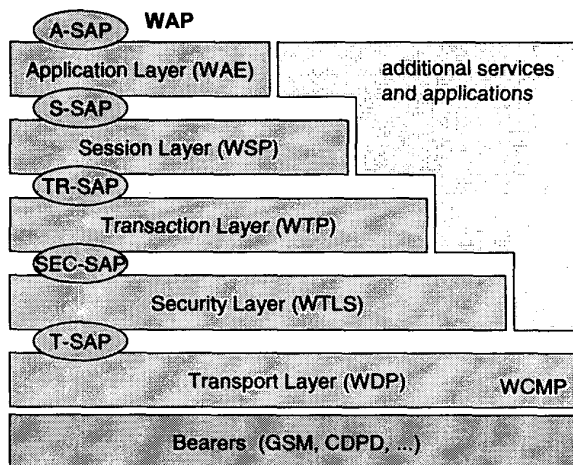 A-SAP
WAP
Application Layer (WAE)
additional services
and applications
S-SAP
Session Layer (WSP)
TR-SAP
Transaction Layer (WTP)
SEC-SAP
Security Layer (WTLS)
T-SAP
Transport Layer (WDP)
WCMP
Bearers (GSM, CDPD, ...)